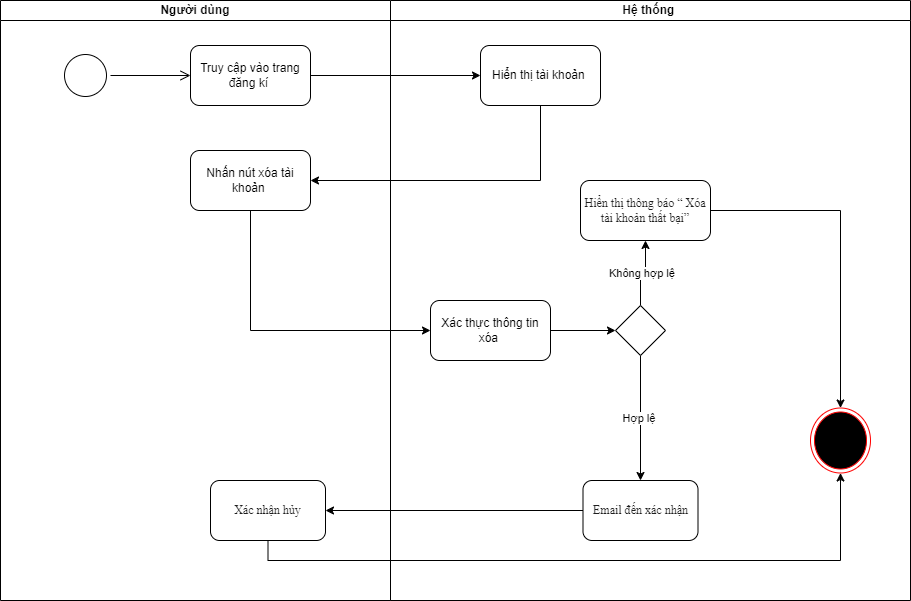 Người dùng
Hệ thống
Truy cập vào trang
đăng kí
Hiển thị tài khoản
Nhấn nút xóa tài
khoản
Hiển thị thông báo “ Xóa
tài khoản thất bại”
Không hợp lệ
Xác thực thông tin
xóa
Hợp lệ
Xác nhận hủy
Email đến xác nhận